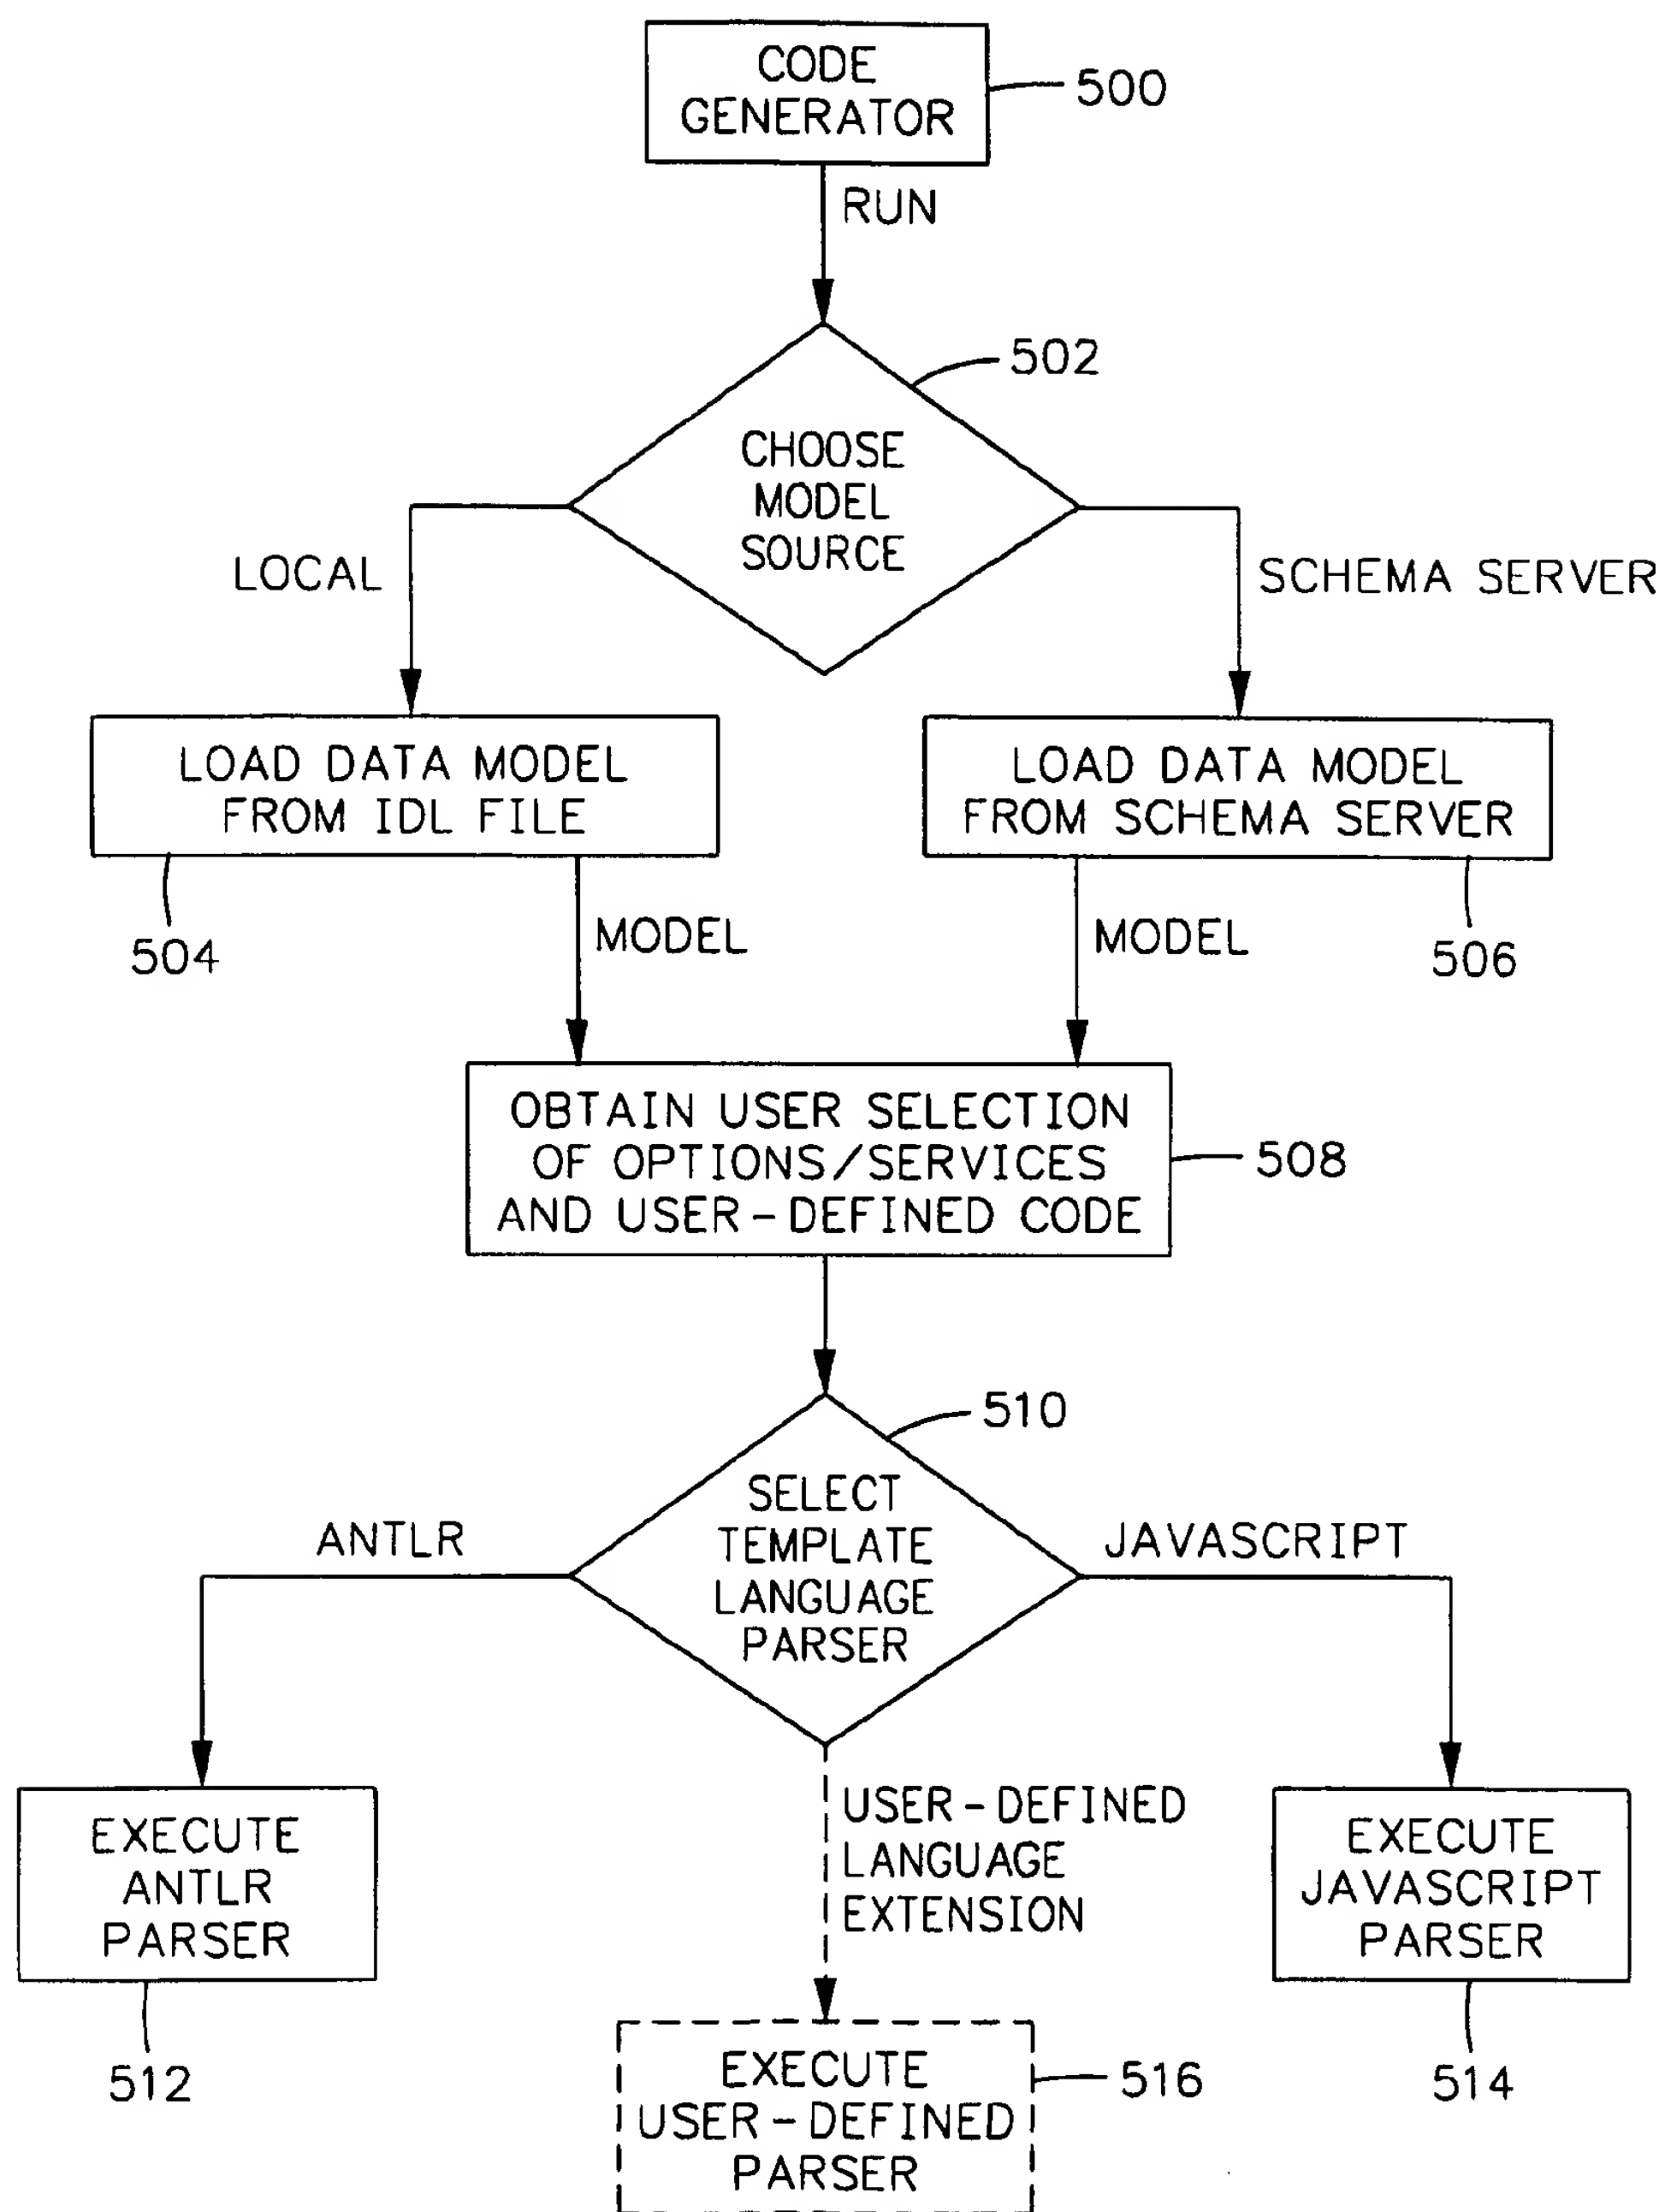 CODE
GENERATOR
500
RUN
502
CHOOSE
MODEL
SOURCE
LOCAL
SCHEMA SERVER
LOAD DATA MODEL
FROM IDL FILE
LOAD DATA MODEL
FROM SCHEMA SERVER
504
MODEL
MODEL
506
OBTAIN USER SELECTION
OF OPTIONS/SERVICES
AND USER-DEFINED CODE
508
510
SELECT
TEMPLATE
LANGUAGE
PARSER
ANTLR
JAVASCRIPT
USER-DEFINED
LANGUAGE
EXTENSION
EXECUTE
ANTLR
PARSER
EXECUTE
JAVASCRIPT
PARSER
512
514
EXECUTE
USER-DEFINED
PARSER
516